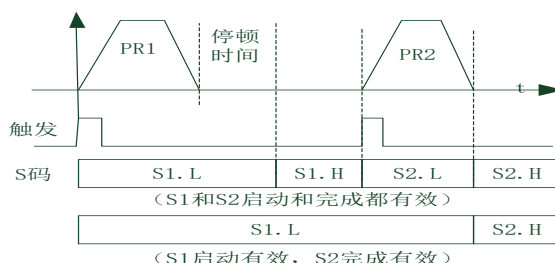 停顿
时间
PR1
PR2
t
触发
S码
S1.L
S1.H
S2.L
S2.H
（S1和S2启动和完成都有效）
S1.L
S2.H
（S1启动有效，S2完成有效）